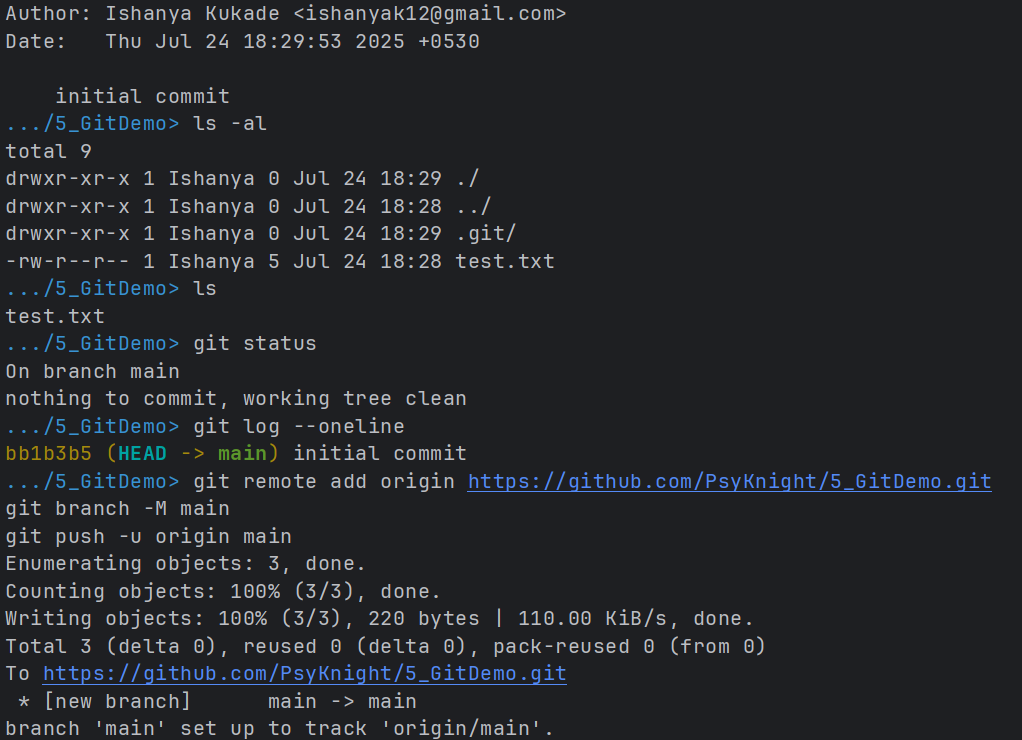 Author: Ishanya Kukade <ishanyak12@gmail.com>
Date:   Thu Jul 24 18:29:53 2025 +0530
    initial commit
.../5_GitDemo> ls -al
total 9
drwxr-xr-x 1 Ishanya 0 Jul 24 18:29 ./
drwxr-xr-x 1 Ishanya 0 Jul 24 18:28 ../
drwxr-xr-x 1 Ishanya 0 Jul 24 18:29 .git/
-rw-r--r-- 1 Ishanya 5 Jul 24 18:28 test.txt
.../5_GitDemo> ls
test.txt
.../5_GitDemo> git status
On branch main
nothing to commit, working tree clean
.../5_GitDemo> git log --oneline
bb1b3b5 (HEAD -> main) initial commit
.../5_GitDemo> git remote add origin https://github.com/PsyKnight/5_GitDemo.git
git branch -M main
git push -u origin main
Enumerating objects: 3, done.
Counting objects: 100% (3/3), done.
Writing objects: 100% (3/3), 220 bytes | 110.00 KiB/s, done.
Total 3 (delta 0), reused 0 (delta 0), pack-reused 0 (from 0)
To https://github.com/PsyKnight/5_GitDemo.git
 * [new branch]      main -> main
branch 'main' set up to track 'origin/main'.